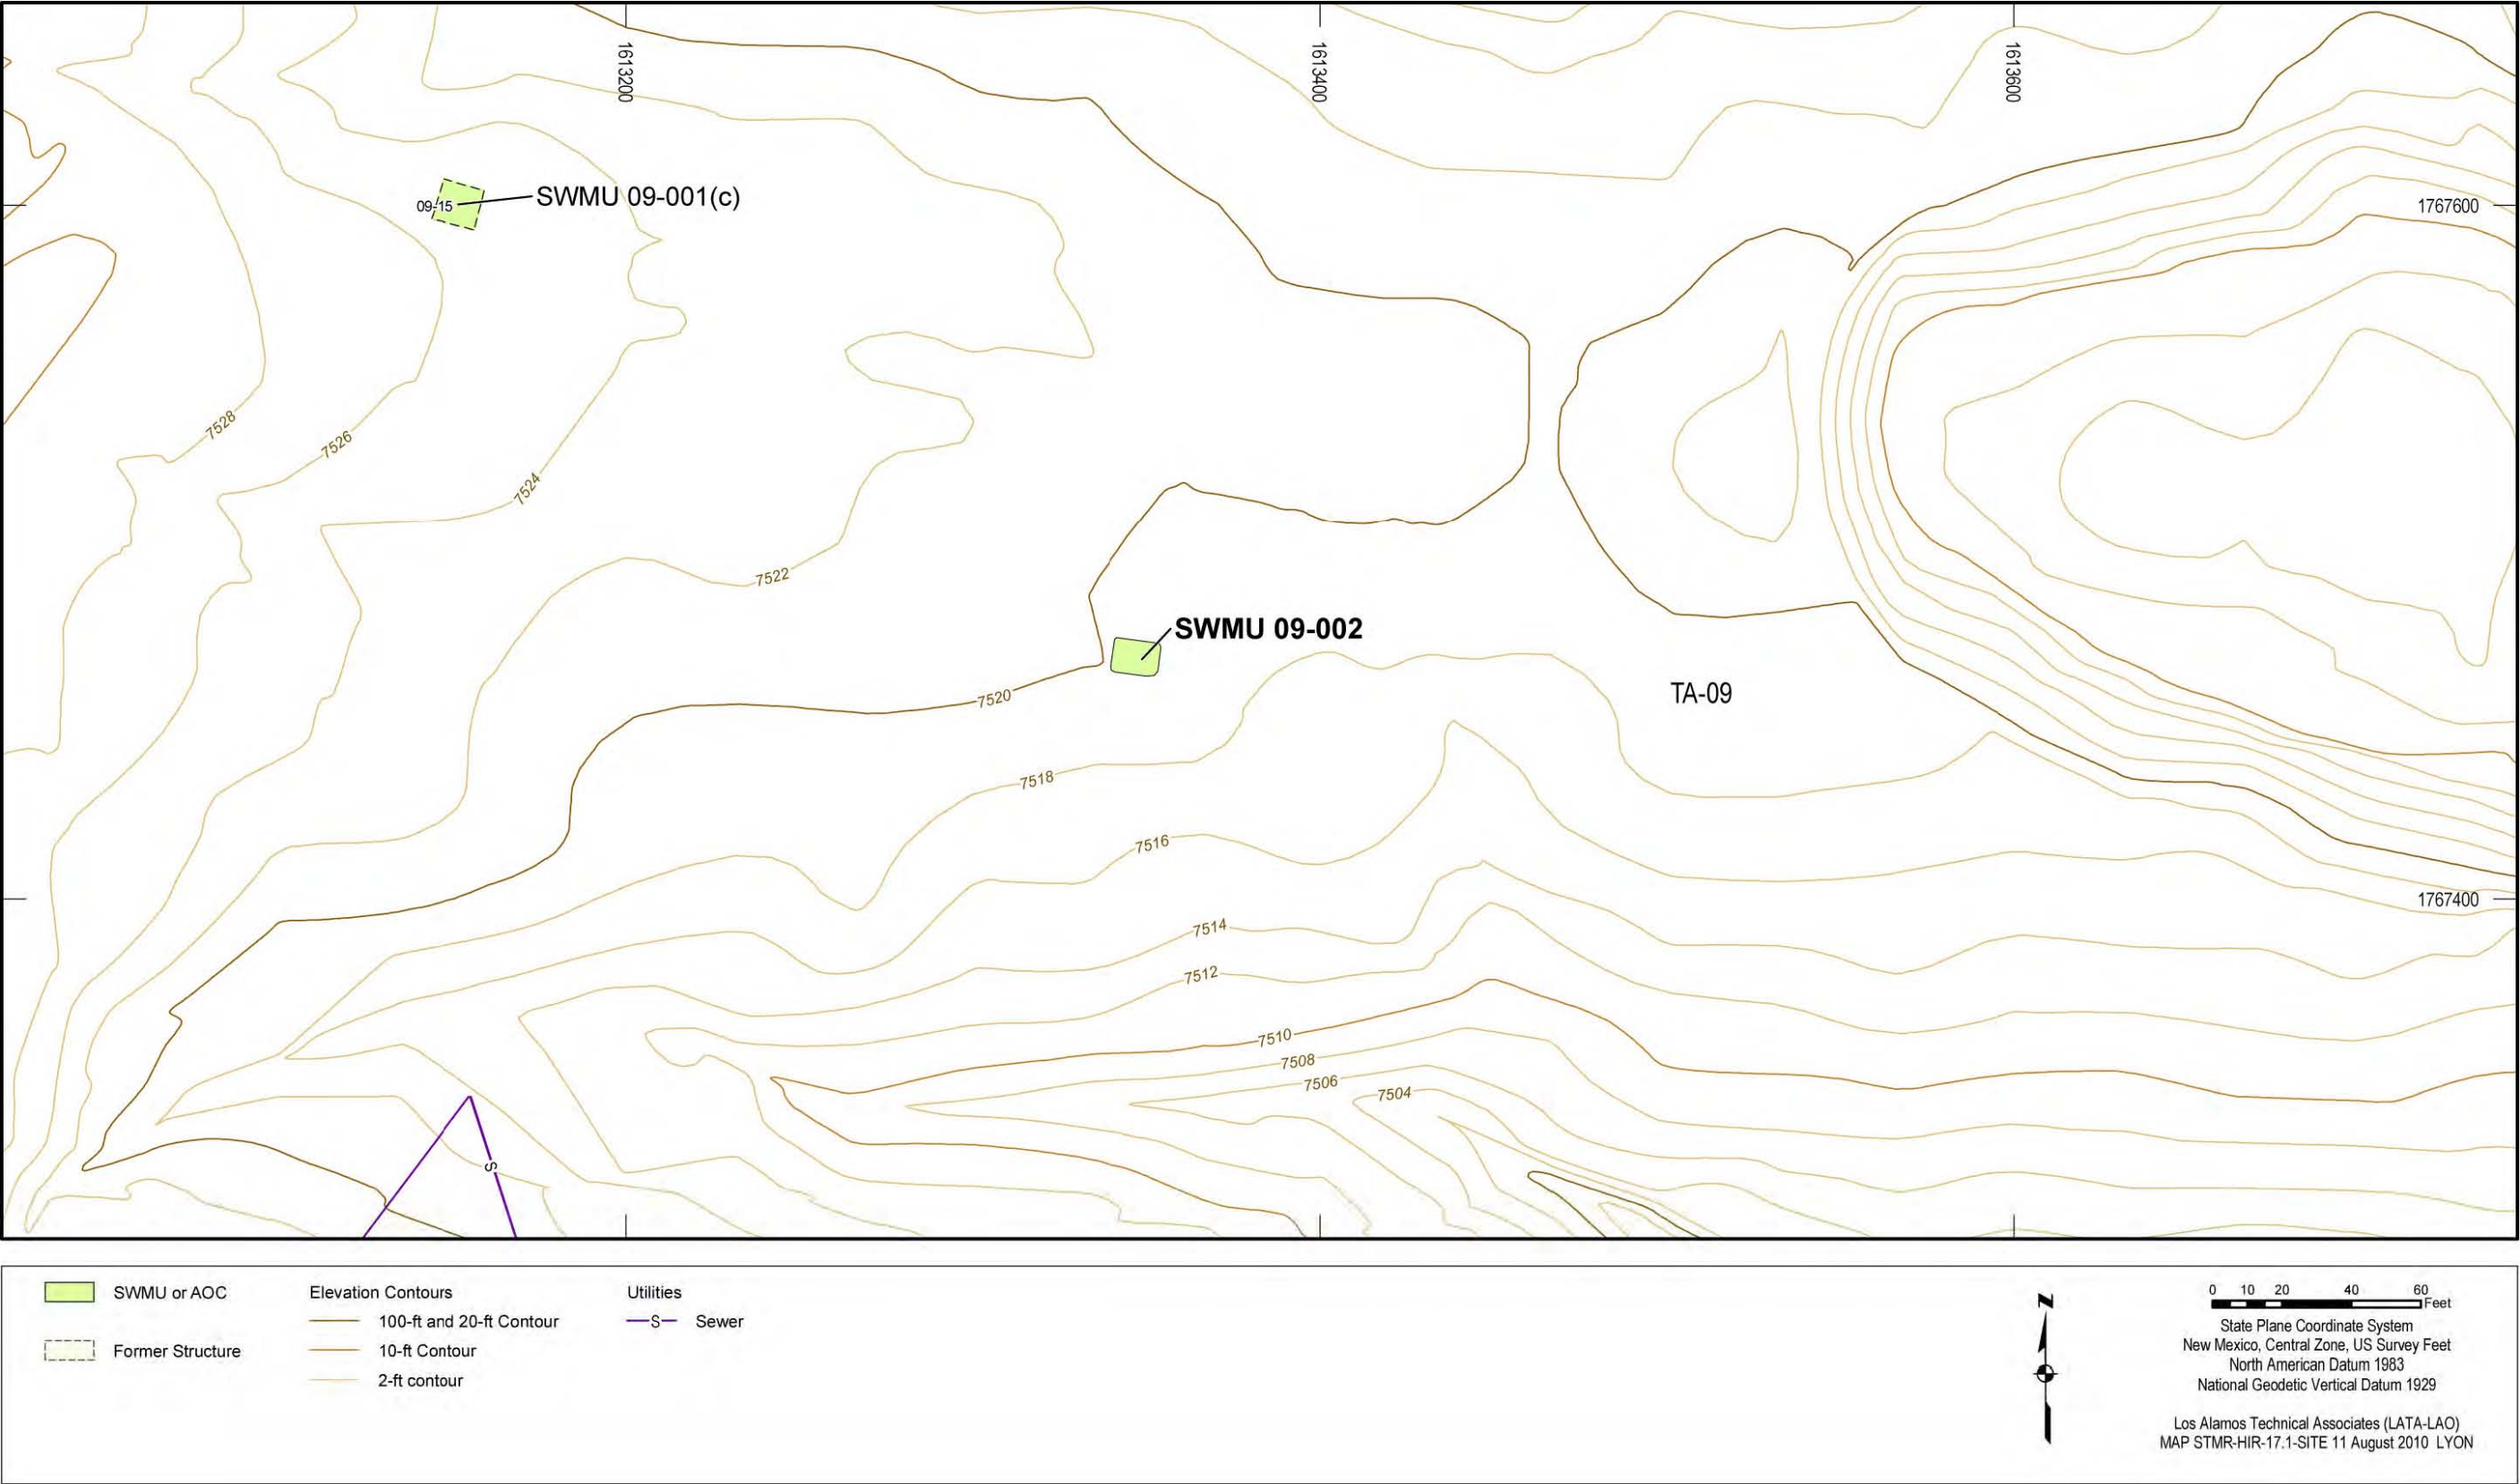 1613200
1613400
1613600
09-15
SWMU 09-001(c)
1767600
7528
7526
7524
7522
SWMU 09-002
7520
TA-09
7518
7516
1767400
7514
7512
7510
7508
7506
7504
S
SWMU or AOC
Former Structure
Elevation Contours
100-ft and 20-ft Contour
10-ft Contour
2-ft contour
Utilities
S Sewer
N
0 10 20 40 60
Feet
State Plane Coordinate System
New Mexico, Central Zone, US Survey Feet
North American Datum 1983
National Geodetic Vertical Datum 1929
Los Alamos Technical Associates (LATA-LAO)
MAP STMR-HIR-17.1-SITE 11 August 2010 LYON